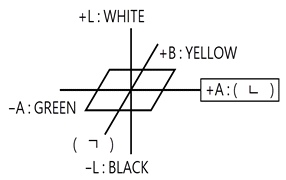 +L : WHITE
+B : YELLOW
+A : ( ㄴ )
–A : GREEN
( ㄱ )
–L : BLACK